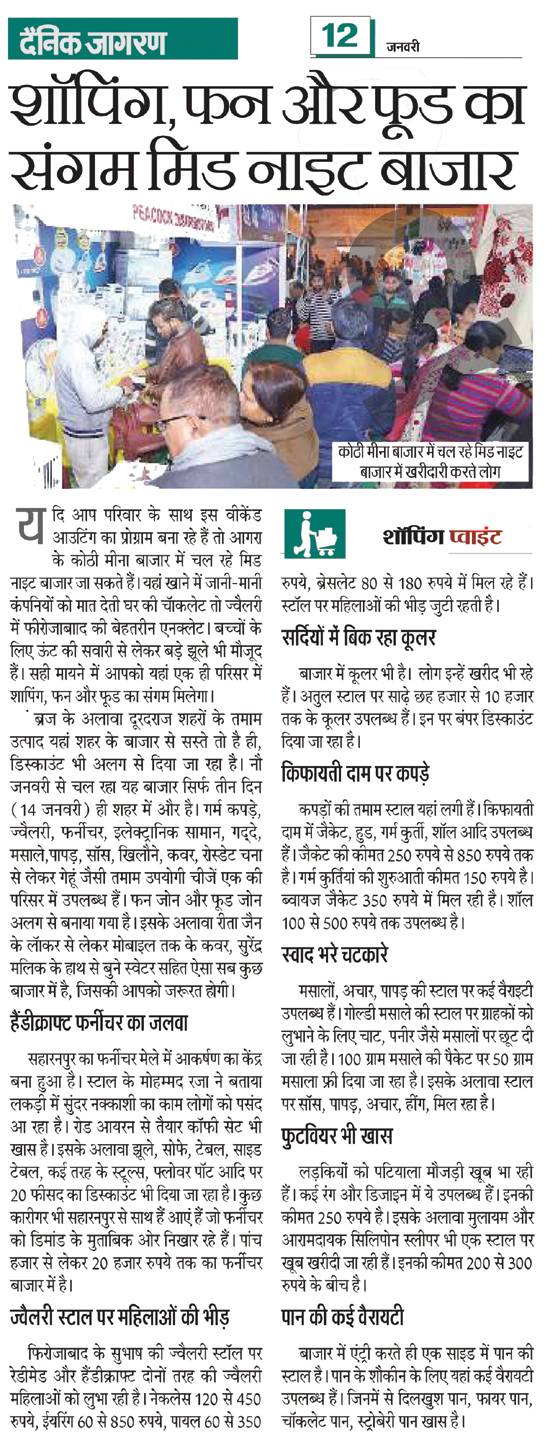 दैनिक जागरण
12
जनवरी
शॉपिंग, फन और फूड का
संगम मिड नाइट बाजार
PEACOCK
कोठी मीना बाजार में चल रहे मिड नाइट
बाजार में खरीदारी करते लोग
यदि आप परिवार के साथ इस वीकेंड
आउटिंग का प्रोग्राम बना रहे हैं तो आगरा
के कोठी मीना बाजार में चल रहे मिड
नाइट बाजार जा सकते हैं। यहां खाने में जानी-मानी
कंपनियों को मात देती घर की चॉकलेट तो ज्वैलरी
में फीरोजाबााद की बेहतरीन एनक्लेट। बच्चों के
लिए ऊंट की सवारी से लेकर बड़े झूले भी मौजूद
हैं। सही मायने में आपको यहां एक ही परिसर में
शापिंग, फन और फूड का संगम मिलेगा।
ब्रज के अलावा दूरदराज शहरों के तमाम
उत्पाद यहां शहर के बाजार से सस्ते तो है ही,
डिस्काउंट भी अलग से दिया जा रहा है। नौ
जनवरी से चल रहा यह बाजार सिर्फ तीन दिन
(14 जनवरी) ही शहर में और है। गर्म कपड़े,
ज्वैलरी, फर्नीचर, इलेक्ट्रानिक सामान, गद्दे,
मसाले,पापड़, सॉस, खिलौने, कवर, रोस्टेड चना
से लेकर गेहूं जैसी तमाम उपयोगी चीजें एक की
परिसर में उपलब्ध हैं। फन जोन और फूड जोन
अलग से बनाया गया है। इसके अलावा रीता जैन
के लॉकर से लेकर मोबाइल तक के कवर, सुरेंद्र
मलिक के हाथ से बुने स्वेटर सहित ऐसा सब कुछ
बाजार में है, जिसकी आपको जरूरत होगी।
हैंडीक्राफ्ट फर्नीचर का जलवा
सहारनपुर का फर्नीचर मेले में आकर्षण का केंद्र
बना हुआ है। स्टाल के मोहम्मद रजा ने बताया
लकड़ी में सुंदर नक्काशी का काम लोगों को पसंद
आ रहा है। रोड आयरन से तैयार कॉफी सेट भी
खास है। इसके अलावा झूले, सोफे, टेबल, साइड
टेबल, कई तरह के स्टूल्स, फ्लोवर पॉट आदि पर
20 फीसद का डिस्काउंट भी दिया जा रहा है। कुछ
कारीगर भी सहारनपुर से साथ हैं आएं हैं जो फर्नीचर
को डिमांड के मुताबिक ओर निखार रहे हैं। पांच
हजार से लेकर 20 हजार रुपये तक का फर्नीचर
बाजार में है।
ज्वैलरी स्टाल पर महिलाओं की भीड़
फिरोजाबाद के सुभाष की ज्वैलरी स्टॉल पर
रेडीमेड और हैंडीक्राफ्ट दोनों तरह की ज्वैलरी
महिलाओं को लुभा रही है। नेकलेस 120 से 450
रुपये, ईयरिंग 60 से 850 रुपये, पायल 60 से 350
शॉपिंग प्वाइंट
रुपये, ब्रेसलेट 80 से 180 रुपये में मिल रहे हैं।
स्टॉल पर महिलाओं की भीड़ जुटी रहती है।
सर्दियों में बिक रहा कूलर
बाजार में कूलर भी है। लोग इन्हें खरीद भी रहे
हैं। अतुल स्टाल पर साढ़े छह हजार से 10 हजार
तक के कूलर उपलब्ध हैं। इन पर बंपर डिस्काउंट
दिया जा रहा है।
किफायती दाम पर कपड़े
कपड़ों की तमाम स्टाल यहां लगी हैं। किफायती
दाम में जैकेट, हुड, गर्म कुर्ती, शॉल आदि उपलब्ध
हैं। जैकेट की कीमत 250 रुपये से 850 रुपये तक
है। गर्म कुर्तियां की शुरुआती कीमत 150 रुपये है।
ब्वायज जैकेट 350 रुपये में मिल रही है। शॉल
100 से 500 रुपये तक उपलब्ध है।
स्वाद भरे चटकारे
मसालों, अचार, पापड़ की स्टाल पर कई वैराइटी
उपलब्ध हैं। गोल्डी मसाले की स्टाल पर ग्राहकों को
लुभाने के लिए चाट, पनीर जैसे मसालों पर छूट दी
जा रही है। 100 ग्राम मसाले की पैकेट पर 50 ग्राम
मसाला फ्री दिया जा रहा है। इसके अलावा स्टाल
पर सॉस, पापड़, अचार, हींग, मिल रहा है।
फुटवियर भी खास
लड़कियों को पटियाला मौजड़ी खूब भा रही
हैं। कई रंग और डिजाइन में ये उपलब्ध हैं। इनकी
कीमत 250 रुपये है। इसके अलावा मुलायम और
आरामदायक सिलिपोन स्लीपर भी एक स्टाल पर
खूब खरीदी जा रही हैं। इनकी कीमत 200 से 300
रुपये के बीच है।
पान की कई वैरायटी
बाजार में एंट्री करते ही एक साइड में पान की
स्टाल है। पान के शौकीन के लिए यहां कई वैरायटी
उपलब्ध हैं। जिनमें से दिलखुश पान, फायर पान,
चॉकलेट पान, स्ट्रोबेरी पान खास है।